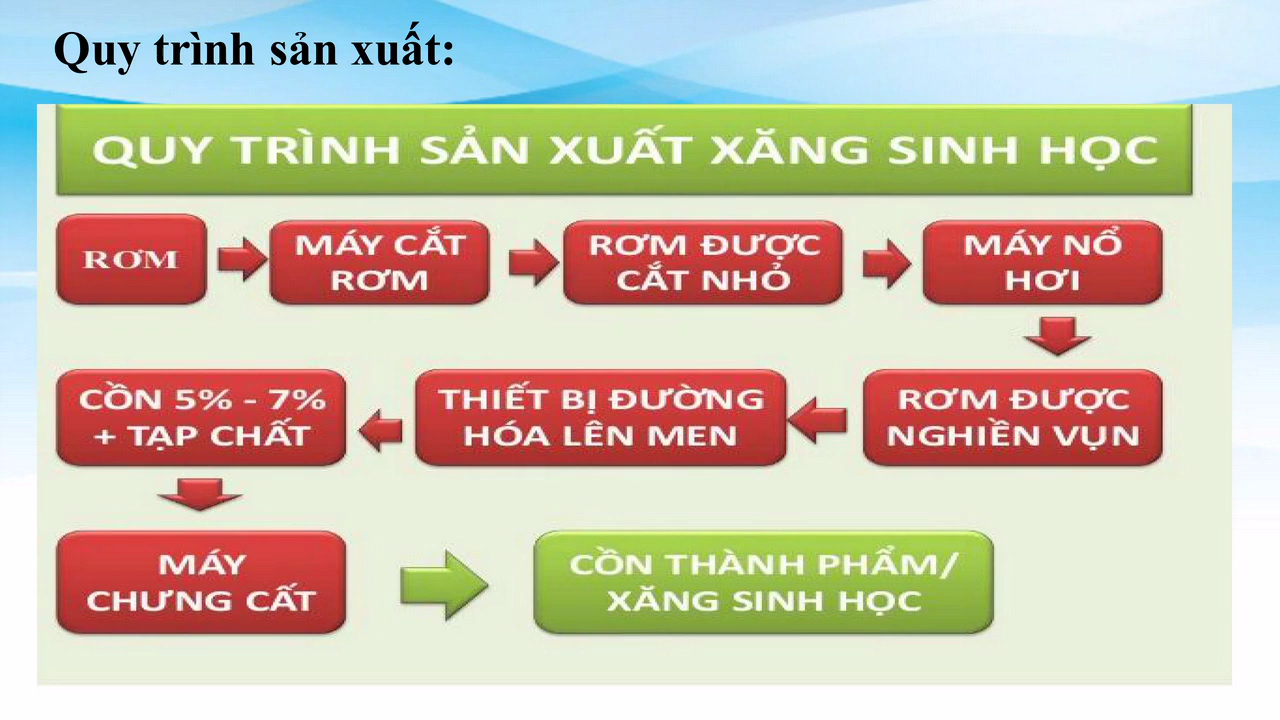 Quy trình sản xuất:
QUY TRÌNH SẢN XUẤT XĂNG SINH HỌC
RƠM
MÁY CẮT
RƠM
RƠM ĐƯỢC
CẮT NHỎ
MÁY NỔ
HƠI
RƠM ĐƯỢC
NGHIỀN VỤN
THIẾT BỊ ĐƯỜNG
HÓA LÊN MEN
CỒN 5% - 7%
+ TẠP CHẤT
MÁY
CHƯNG CẤT
CỒN THÀNH PHẨM/
XĂNG SINH HỌC